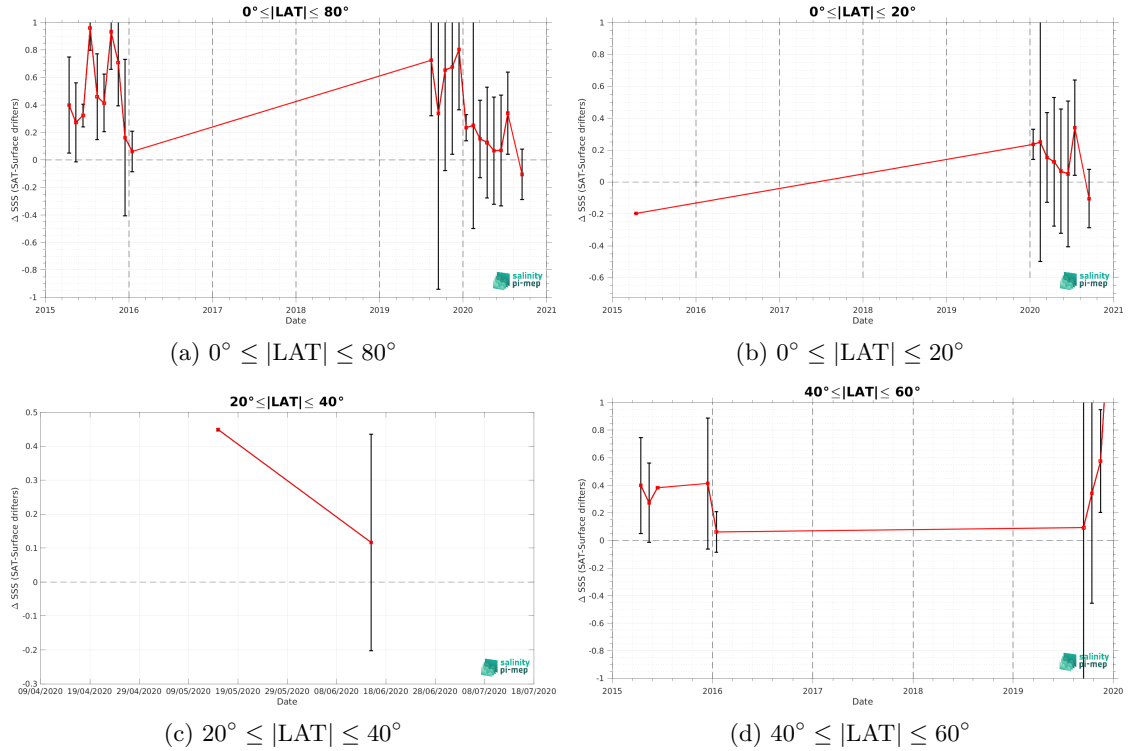 0°≤|LAT|≤ 80°
1
0.8
0.6
0.4
0.2
0
-0.2
-0.4
-0.6
-0.8
-1
Δ SSS (SAT-Surface drifters)
2015 2016 2017 2018 2019 2020 2021
Date
salinity
pi-mep
(a) 0° ≤ |LAT| ≤ 80°
0°≤|LAT|≤ 20°
1
0.8
0.6
0.4
0.2
0
-0.2
-0.4
-0.6
Δ SSS (SAT-Surface drifters)
2015 2016 2017 2018 2019 2020 2021
Date
salinity
pi-mep
(b) 0° ≤ |LAT| ≤ 20°
20°≤|LAT|≤ 40°
0.5
0.4
0.3
0.2
0.1
0
-0.1
-0.2
-0.3
Δ SSS (SAT-Surface drifters)
09/04/2020 19/04/2020 29/04/2020 09/05/2020 19/05/2020 29/05/2020 08/06/2020 18/06/2020 28/06/2020 08/07/2020 18/07/2020
Date
salinity
pi-mep
(c) 20° ≤ |LAT| ≤ 40°
40°≤|LAT|≤ 60°
1
0.8
0.6
0.4
0.2
0
-0.2
-0.4
-0.6
-0.8
-1
Δ SSS (SAT-Surface drifters)
2015 2016 2017 2018 2019 2020
Date
salinity
pi-mep
(d) 40° ≤ |LAT| ≤ 60°